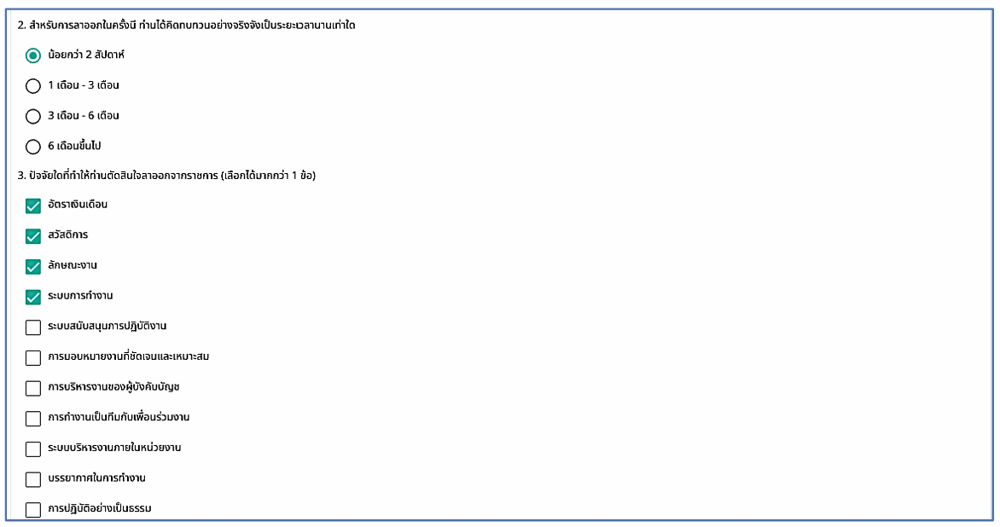 2. สำหรับการลาออกในครั้งนี้ ท่านได้คิดทบทวนอย่างจริงจังเป็นระยะเวลานานเท่าใด
น้อยกว่า 2 สัปดาห์
1 เดือน - 3 เดือน
3 เดือน - 6 เดือน
6 เดือนขึ้นไป
3. ปัจจัยใดที่ทำให้ท่านตัดสินใจลาออกจากราชการ (เลือกได้มากกว่า 1 ข้อ)
อัตราเงินเดือน
สวัสดิการ
ลักษณะงาน
ระบบการทำงาน
ระบบสนับสนุนการปฏิบัติงาน
การมอบหมายงานที่ชัดเจนและเหมาะสม
การบริหารงานของผู้บังคับบัญช
การทำงานเป็นทีมกับเพื่อนร่วมงาน
ระบบบริหารงานภายในหน่วยงาน
บรรยากาศในการทำงาน
การปฏิบัติอย่างเป็นธรรม